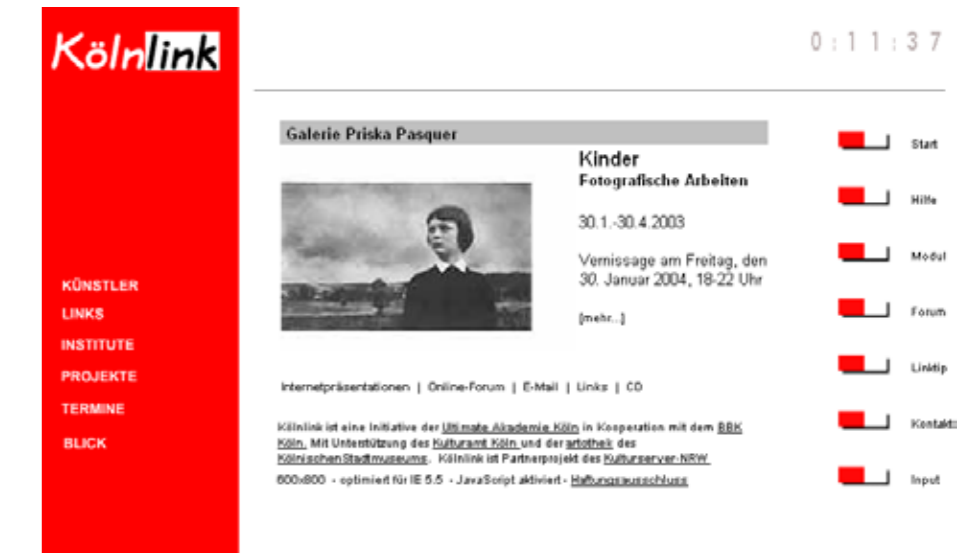 Kölnlink
0:11:37
Galerie Priska Pasquer
Kinder
Fotografische Arbeiten
30.1.-30.4.2003
Vernissage am Freitag, den
30. Januar 2004, 18-22 Uhr
[mehr...]
KÜNSTLER
LINKS
INSTITUTE
PROJEKTE
TERMINE
BLICK
Internetpräsentationen | Online-Forum | E-Mail | Links | CD
Kölnlink ist eine Initiative der Ultimate Akademie Köln in Kooperation mit dem BBK
Köln. Mit Unterstützung des Kulturamt Köln und der artothek des
Kölnischen Stadtmuseums. Kölnlink ist Partnerprojekt des Kulturserver-NRW
600x800 - optimiert für IE 5.5 - JavaScript aktiviert - Haftungsausschluss
Start
Hilfe
Modul
Forum
Linktip
Kontakt:
Input